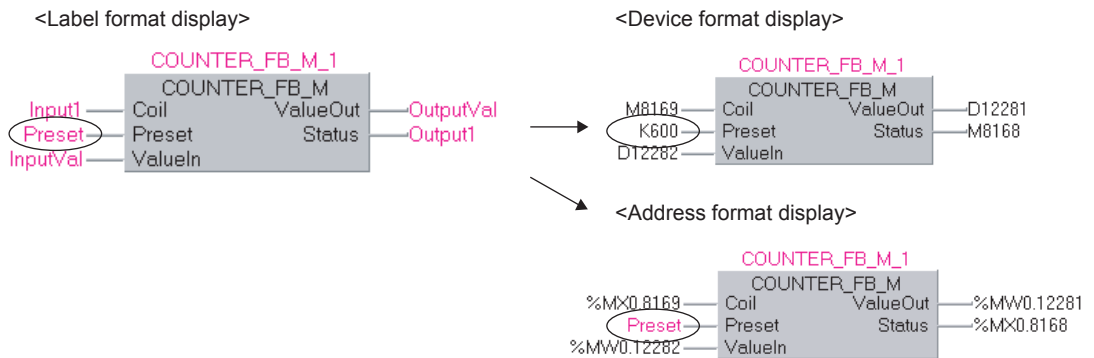 <Label format display>
COUNTER_FB_M_1
COUNTER_FB_M
Input1 Coil ValueOut OutputVal
Preset Preset Status Output1
InputVal ValueIn
<Device format display>
COUNTER_FB_M_1
COUNTER_FB_M
M8169 Coil ValueOut D12281
K600 Preset Status M8168
D12282 ValueIn
<Address format display>
COUNTER_FB_M_1
COUNTER_FB_M
%MX0.8169 Coil ValueOut %MW0.12281
Preset Preset Status %MX0.8168
%MW0.12282 ValueIn